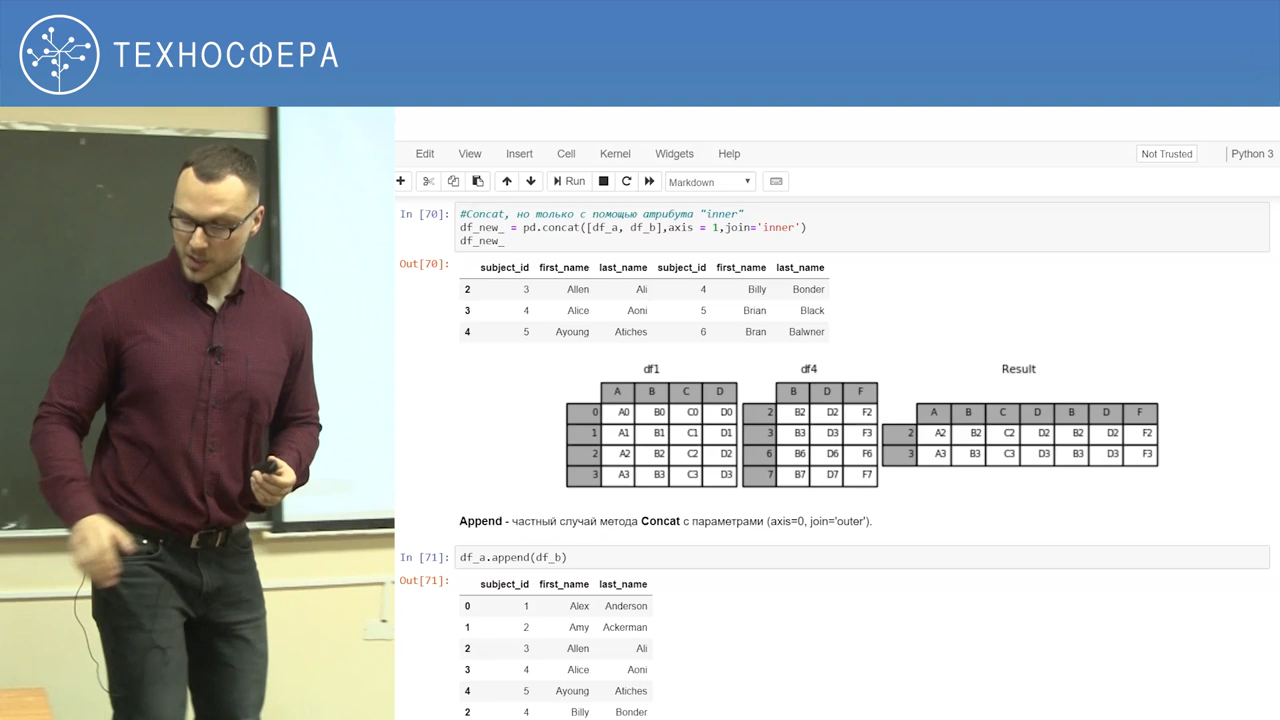 ТЕХНОСФЕРА
Edit View Insert Cell Kernel Widgets Help Not Trusted Python 3
Run Markdown
In [70]: #Concat, но только с помощью атрибута "inner"
df_new_ = pd.concat([df_a, df_b],axis = 1,join='inner')
df_new_
Out[70]:
subject_id first_name last_name subject_id first_name last_name
2 3 Allen Ali 4 Billy Bonder
3 4 Alice Aoni 5 Brian Black
4 5 Ayoung Atiches 6 Bran Balwner
df1 df4 Result
A B C D B D F
A B C D B D F
0 A0 B0 C0 D0 2 B2 D2 F2
1 A1 B1 C1 D1 3 B3 D3 F3 2 A2 B2 C2 D2 B2 D2 F2
2 A2 B2 C2 D2 6 B6 D6 F6 3 A3 B3 C3 D3 B3 D3 F3
3 A3 B3 C3 D3 7 B7 D7 F7
Append - частный случай метода Concat с параметрами (axis=0, join='outer').
In [71]: df_a.append(df_b)
Out[71]:
subject_id first_name last_name
0 1 Alex Anderson
1 2 Amy Ackerman
2 3 Allen Ali
3 4 Alice Aoni
4 5 Ayoung Atiches
2 4 Billy Bonder